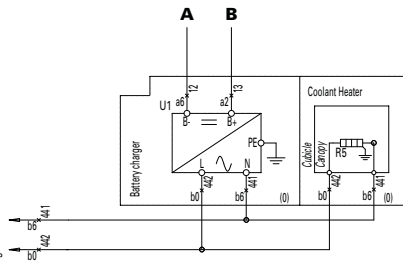 A B
12 13
a6 a2
U1
B- B+
PE
L N
442 441
b0 b6 (0)
Battery charger
Coolant Heater
Cubicle
Canopy
R5
442 441
b0 b6 (0)
441
b6
442
b0